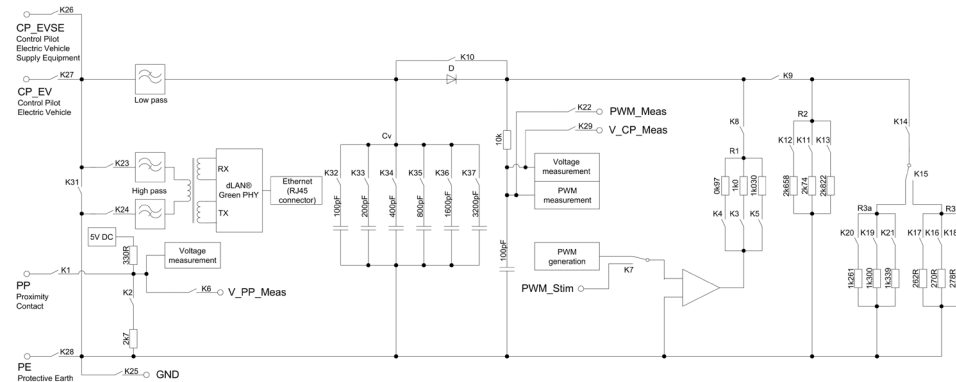 K26
CP_EVSE
Control Pilot
Electric Vehicle
Supply Equipment
K27
CP_EV
Control Pilot
Electric Vehicle
Low pass
K10
D
K9
K22
PWM_Meas
K29
V_CP_Meas
10k
Voltage
measurement
PWM
measurement
100pF
K23
High pass
K24
K31
RX
dLAN®
Green PHY
TX
Ethernet
(RJ45
connector)
Cv
K32
K33
K34
K35
K36
K37
100pF
200pF
400pF
800pF
1600pF
3200pF
K8
R1
0k97
1k0
1k030
K4
K3
K5
R2
K12
K11
K13
2k658
2k74
2k822
K14
K15
R3a
K20
K19
K21
1k261
1k300
1k339
R3
K17
K16
K18
262R
270R
278R
5V DC
330R
Voltage
measurement
K1
PP
Proximity
Contact
K2
K6
V_PP_Meas
2k7
PWM
generation
K7
PWM_Stim
K28
PE
Protective Earth
K25
GND